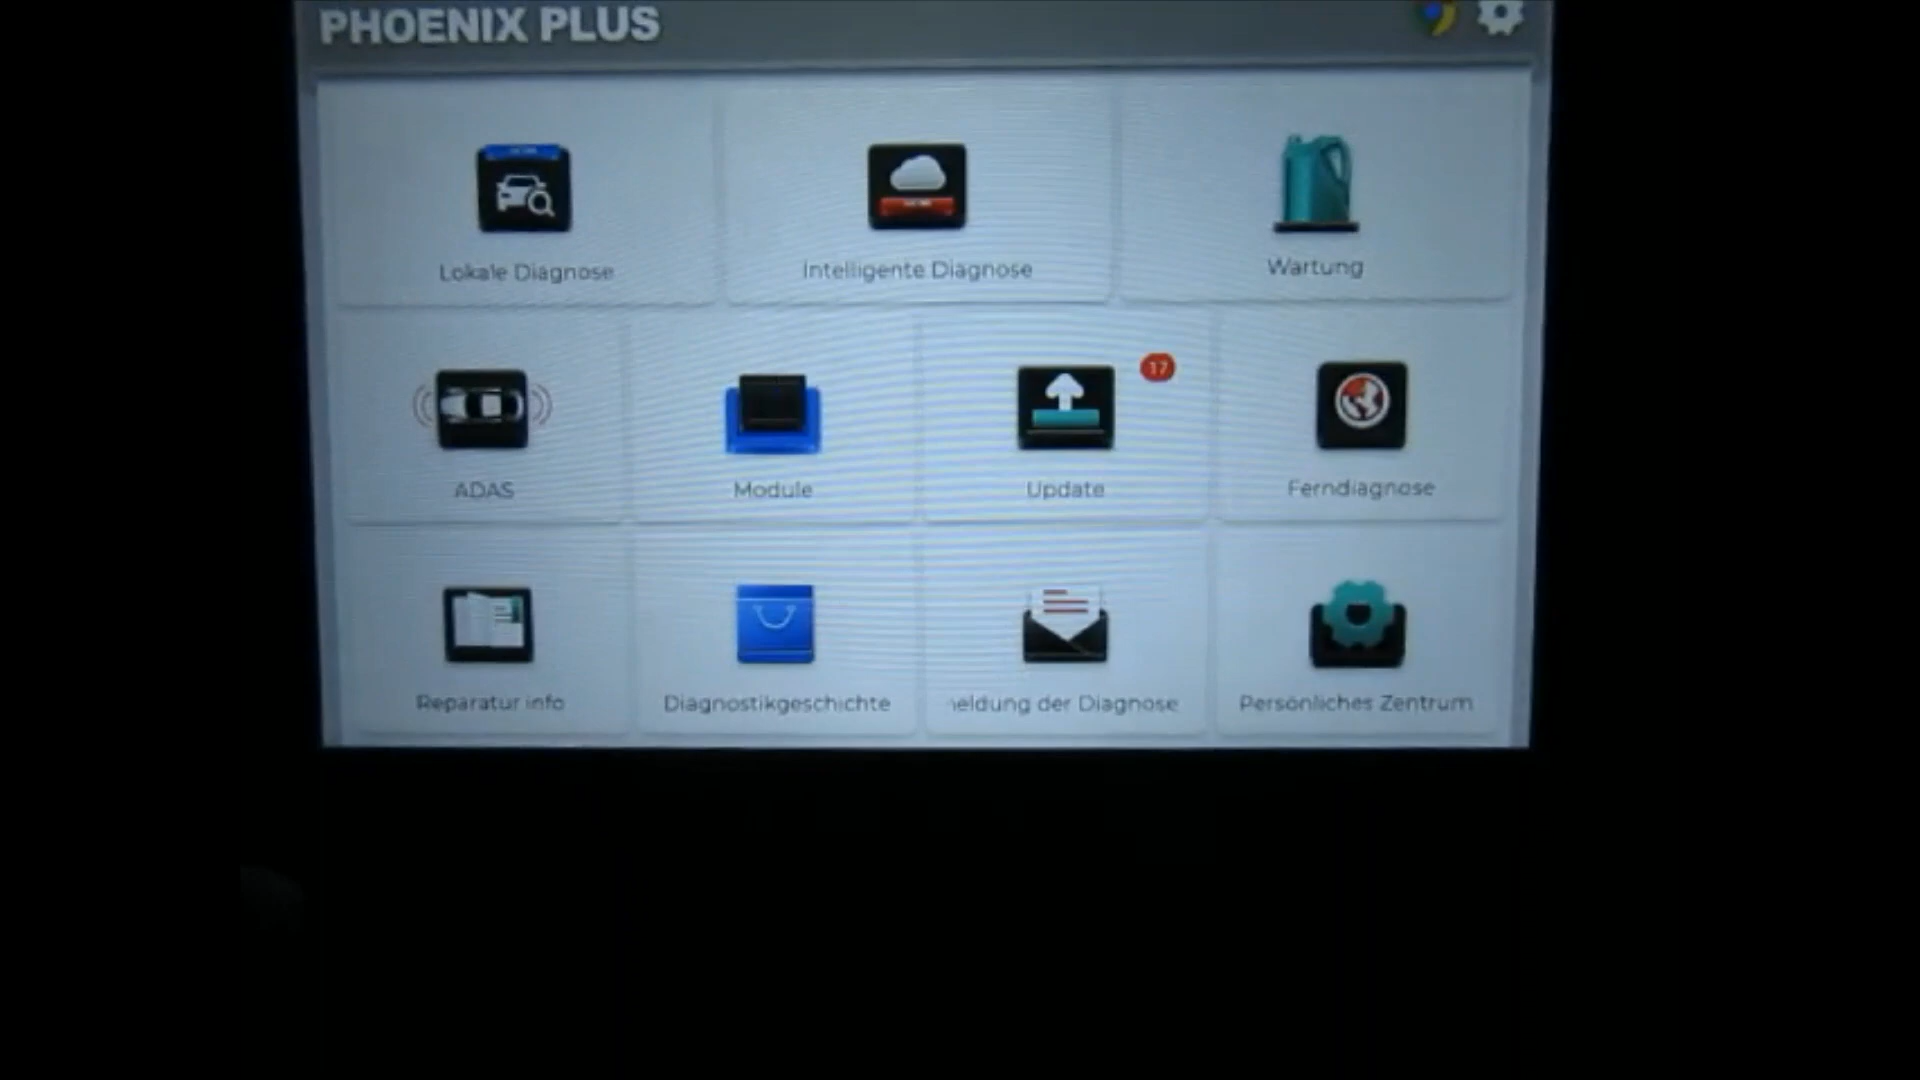 PHOENIX PLUS
Lokale Diagnose
Intelligente Diagnose
Wartung
17
ADAS
Module
Update
Ferndiagnose
Reparatur info
Diagnostikgeschichte
der Diagnose
Persönliches Zentrum